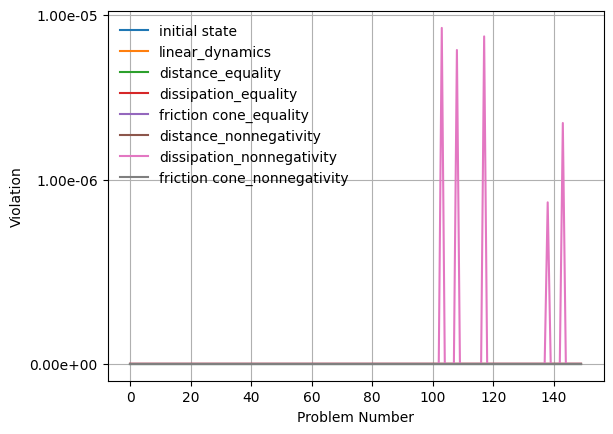 1.00e-05
1.00e-06
0.00e+00
Violation
initial state
linear_dynamics
distance_equality
dissipation_equality
friction cone_equality
distance_nonnegativity
dissipation_nonnegativity
friction cone_nonnegativity
0 20 40 60 80 100 120 140
Problem Number